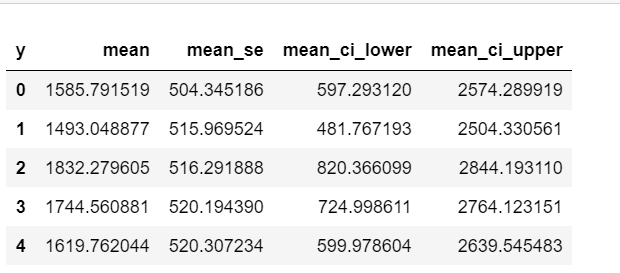 y mean mean_se mean_ci_lower mean_ci_upper
0 1585.791519 504.345186 597.293120 2574.289919
1 1493.048877 515.969524 481.767193 2504.330561
2 1832.279605 516.291888 820.366099 2844.193110
3 1744.560881 520.194390 724.998611 2764.123151
4 1619.762044 520.307234 599.978604 2639.545483